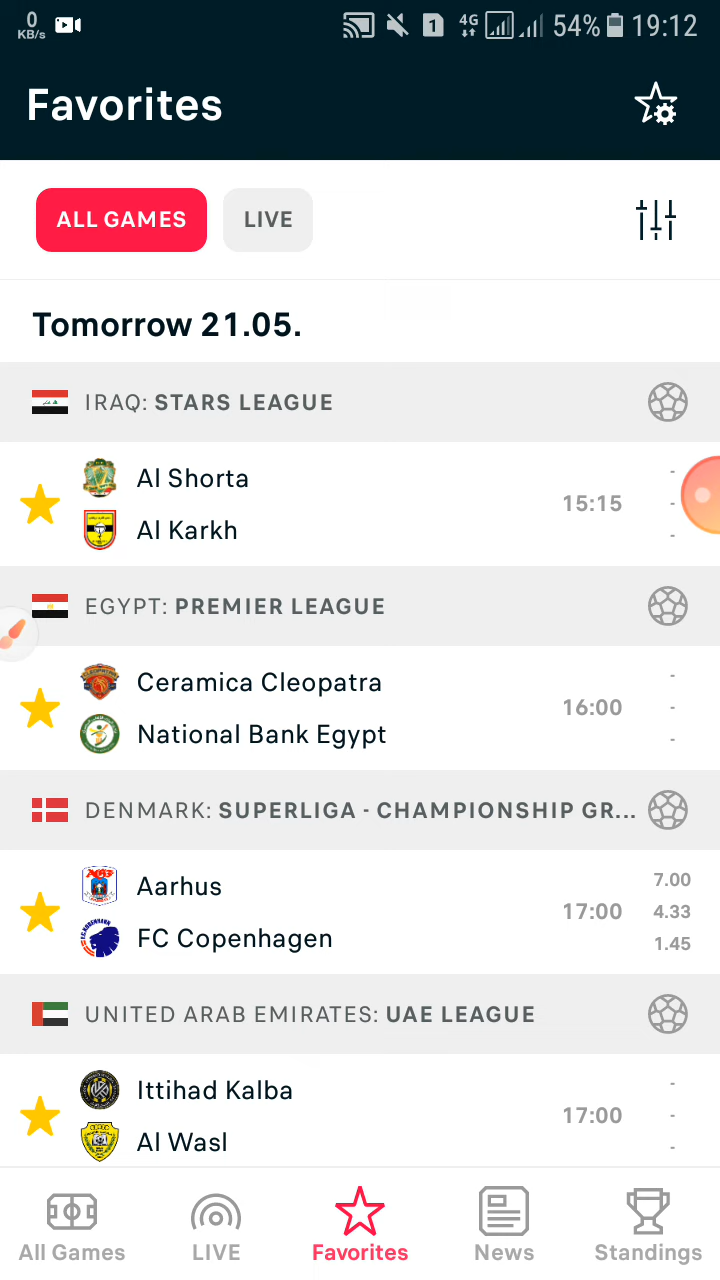 0
KB/s
1 4G 54% 19:12
Favorites
ALL GAMES LIVE
Tomorrow 21.05.
IRAQ: STARS LEAGUE
Al Shorta
15:15
Al Karkh
-
-
-
EGYPT: PREMIER LEAGUE
Ceramica Cleopatra
16:00
National Bank Egypt
-
-
-
DENMARK: SUPERLIGA - CHAMPIONSHIP GR...
Aarhus
17:00
FC Copenhagen
7.00
4.33
1.45
UNITED ARAB EMIRATES: UAE LEAGUE
Ittihad Kalba
17:00
Al Wasl
-
-
-
All Games LIVE Favorites News Standings